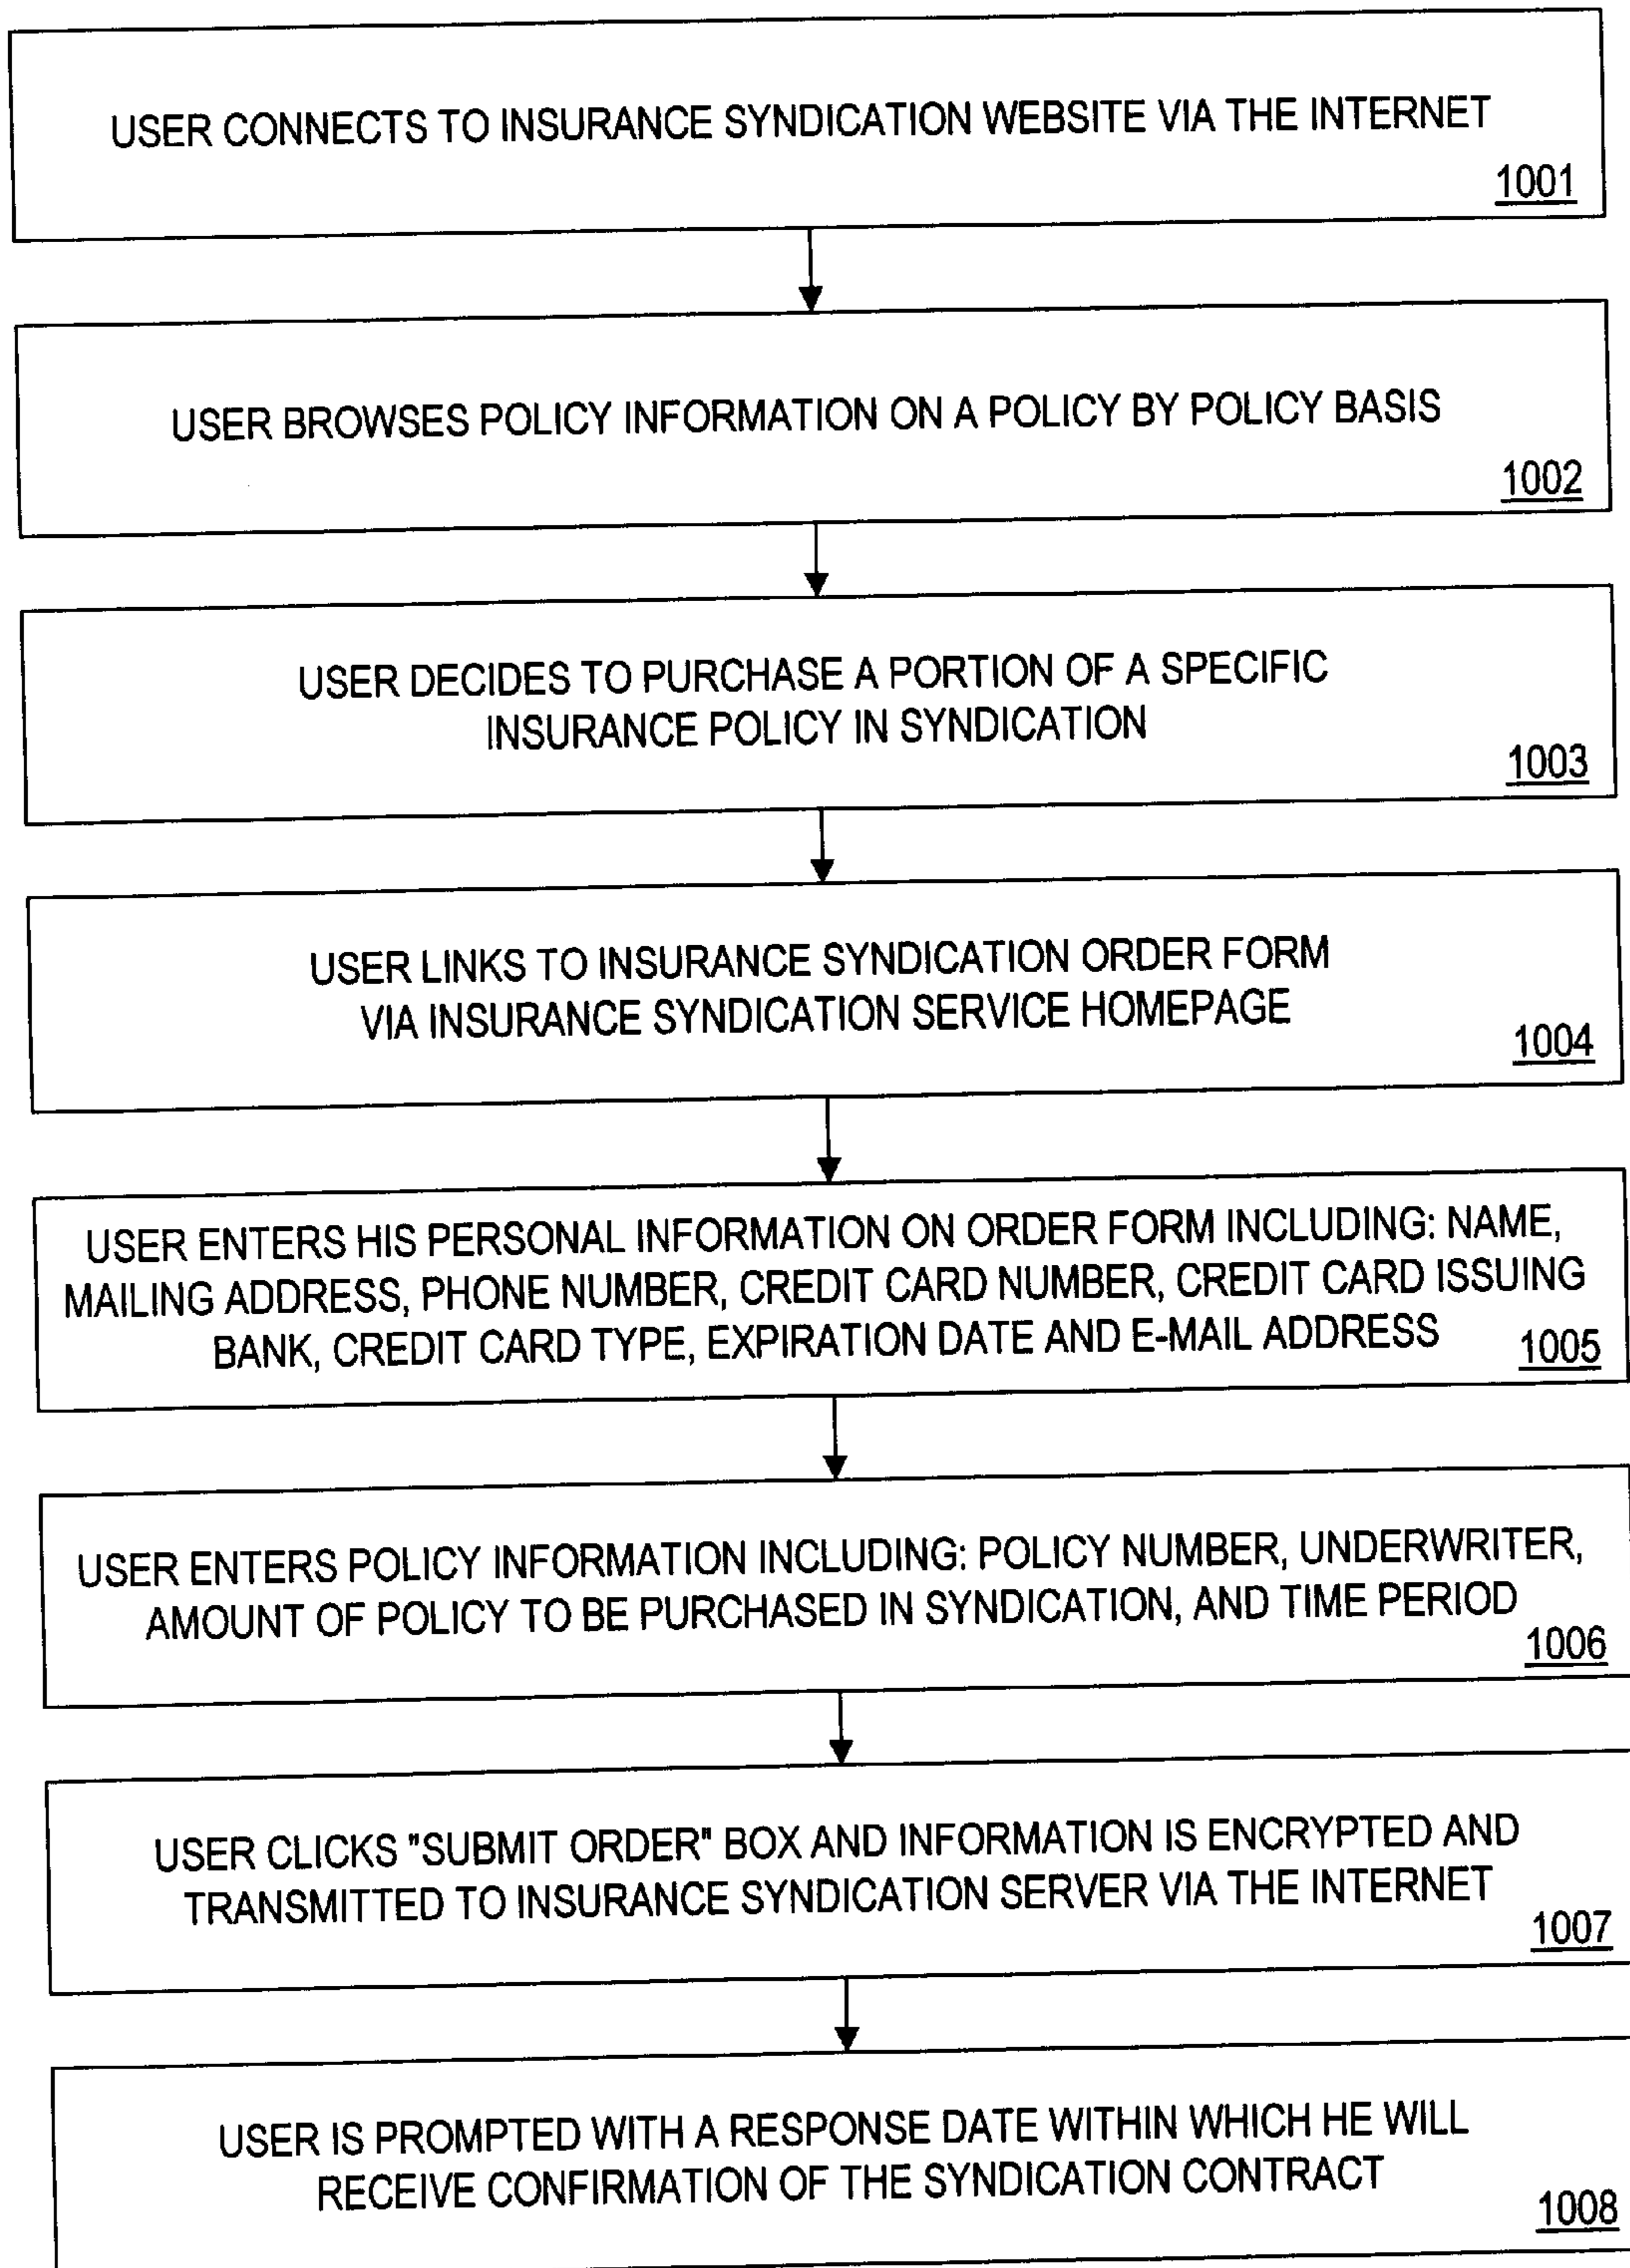 USER CONNECTS TO INSURANCE SYNDICATION WEBSITE VIA THE INTERNET
1001
USER BROWSES POLICY INFORMATION ON A POLICY BY POLICY BASIS
1002
USER DECIDES TO PURCHASE A PORTION OF A SPECIFIC
INSURANCE POLICY IN SYNDICATION
1003
USER LINKS TO INSURANCE SYNDICATION ORDER FORM
VIA INSURANCE SYNDICATION SERVICE HOMEPAGE
1004
USER ENTERS HIS PERSONAL INFORMATION ON ORDER FORM INCLUDING: NAME,
MAILING ADDRESS, PHONE NUMBER, CREDIT CARD NUMBER, CREDIT CARD ISSUING
BANK, CREDIT CARD TYPE, EXPIRATION DATE AND E-MAIL ADDRESS
1005
USER ENTERS POLICY INFORMATION INCLUDING: POLICY NUMBER, UNDERWRITER,
AMOUNT OF POLICY TO BE PURCHASED IN SYNDICATION, AND TIME PERIOD
1006
USER CLICKS "SUBMIT ORDER" BOX AND INFORMATION IS ENCRYPTED AND
TRANSMITTED TO INSURANCE SYNDICATION SERVER VIA THE INTERNET
1007
USER IS PROMPTED WITH A RESPONSE DATE WITHIN WHICH HE WILL
RECEIVE CONFIRMATION OF THE SYNDICATION CONTRACT
1008